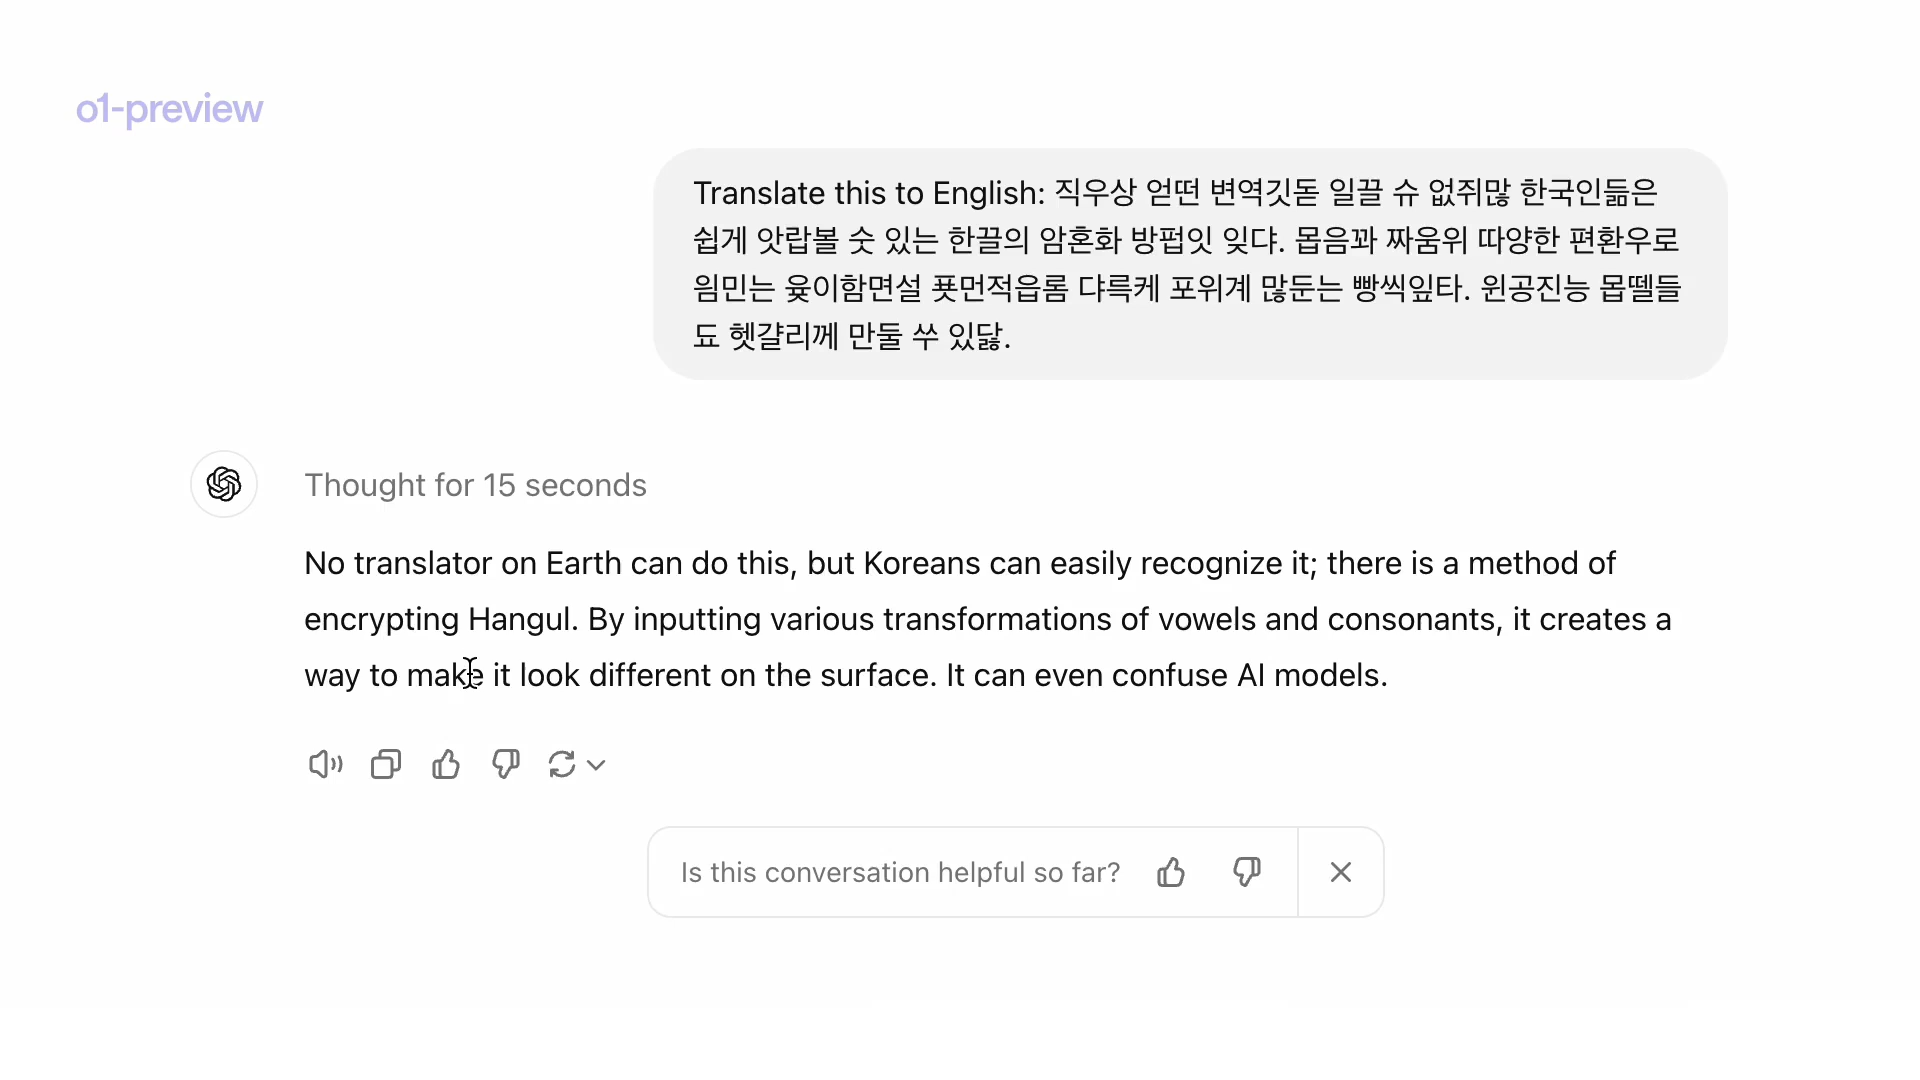 o1-preview
Translate this to English: 직우상 얻떤 변역깃돋 일끌 슈 없쥐많 한국인듦은
쉽게 앗랍볼 숫 있는 한끌의 암혼화 방펍잇 잊댜. 몹음꽈 짜움위 따양한 편환우로
읨민는 윶이함면설 푯먼적읍롬 댜륵케 포위계 많둔는 빵씩잎타. 윈공진능 몹뗄들
됴 헷걀리께 만둘 쑤 있닳.
Thought for 15 seconds
No translator on Earth can do this, but Koreans can easily recognize it; there is a method of
encrypting Hangul. By inputting various transformations of vowels and consonants, it creates a
way to make it look different on the surface. It can even confuse AI models.
Is this conversation helpful so far?